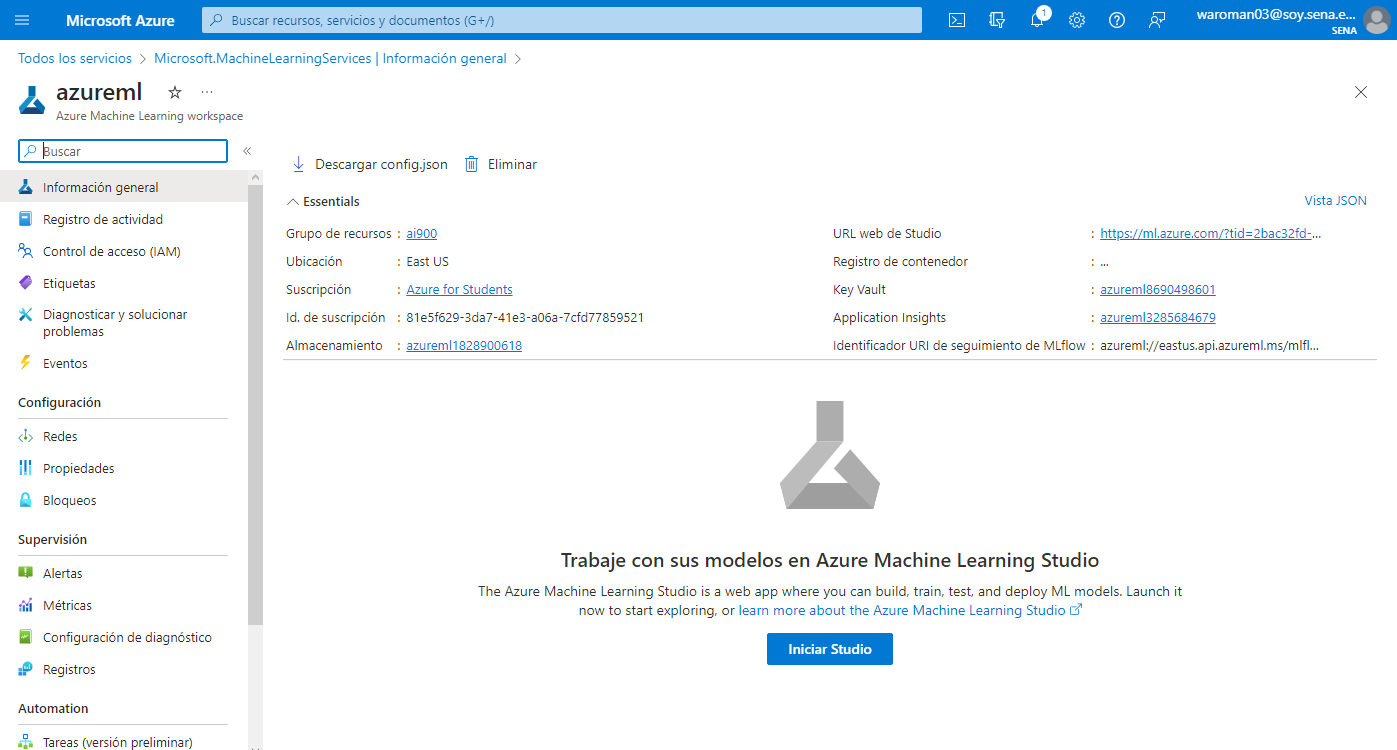 Microsoft Azure
Buscar recursos, servicios y documentos (G+/)
1
waroman03@soy.sena.e...
SENA
Todos los servicios > Microsoft.MachineLearningServices | Información general >
azureml
Azure Machine Learning workspace
Buscar
Información general
Registro de actividad
Control de acceso (IAM)
Etiquetas
Diagnosticar y solucionar
problemas
Eventos
Configuración
Redes
Propiedades
Bloqueos
Supervisión
Alertas
Métricas
Configuración de diagnóstico
Registros
Automation
Tareas (versión preliminar)
Descargar config.json
Eliminar
Essentials
Vista JSON
Grupo de recursos : ai900
Ubicación : East US
Suscripción : Azure for Students
Id. de suscripción : 81e5f629-3da7-41e3-a06a-7cfd77859521
Almacenamiento : azureml1828900618
URL web de Studio : https://ml.azure.com/?tid=2bac32fd-...
Registro de contenedor : ...
Key Vault : azureml8690498601
Application Insights : azureml3285684679
Identificador URI de seguimiento de MLflow : azureml://eastus.api.azureml.ms/mlfl...
Trabaje con sus modelos en Azure Machine Learning Studio
The Azure Machine Learning Studio is a web app where you can build, train, test, and deploy ML models. Launch it
now to start exploring, or learn more about the Azure Machine Learning Studio
Iniciar Studio